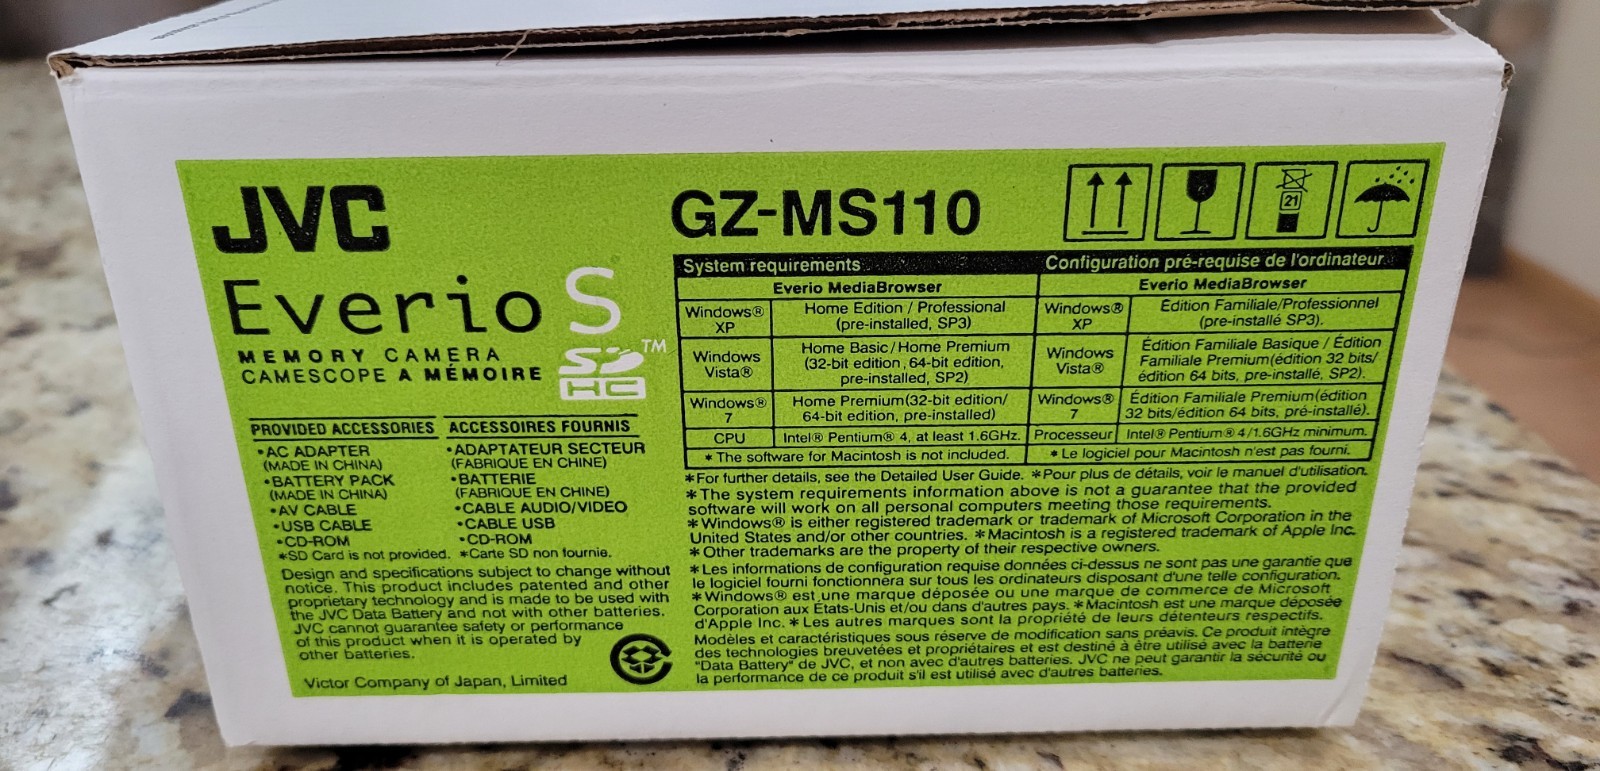 JVC
Everio S
MEMORY CAMERA
CAMESCOPE A MÉMOIRE
SD HC TM
PROVIDED ACCESSORIES
•AC ADAPTER
(MADE IN CHINA)
•BATTERY PACK
(MADE IN CHINA)
•AV CABLE
•USB CABLE
•CD-ROM
*SD Card is not provided.
ACCESSOIRES FOURNIS
•ADAPTATEUR SECTEUR
(FABRIQUE EN CHINE)
•BATTERIE
(FABRIQUE EN CHINE)
•CABLE AUDIO/VIDEO
•CABLE USB
•CD-ROM
*Carte SD non fournie.
Design and specifications subject to change without
notice. This product includes patented and other
proprietary technology and is made to be used with
the JVC Data Battery and not with other batteries.
JVC cannot guarantee safety or performance
of this product when it is operated by
other batteries.
Victor Company of Japan, Limited
GZ-MS110
21
System requirements
Everio MediaBrowser
Windows® XP
Home Edition / Professional
(pre-installed, SP3)
Windows Vista®
Home Basic/Home Premium
(32-bit edition, 64-bit edition,
pre-installed, SP2)
Windows® 7
Home Premium(32-bit edition/
64-bit edition, pre-installed)
CPU
Intel® Pentium® 4, at least 1.6GHz.
* The software for Macintosh is not included.
Configuration pré-requise de l'ordinateur
Everio MediaBrowser
Windows® XP
Édition Familiale/Professionnel
(pre-installé SP3).
Windows Vista®
Édition Familiale Basique / Édition
Familiale Premium(édition 32 bits/
édition 64 bits, pre-installé, SP2).
Windows® 7
Édition Familiale Premium(édition
32 bits/édition 64 bits, pré-installé).
Processeur
Intel® Pentium® 4/1.6GHz minimum.
* Le logiciel pour Macintosh n'est pas fourni.
*For further details, see the Detailed User Guide. *Pour plus de détails, voir le manuel d'utilisation.
*The system requirements information above is not a guarantee that the provided
software will work on all personal computers meeting those requirements.
*Windows® is either registered trademark or trademark of Microsoft Corporation in the
United States and/or other countries. *Macintosh is a registered trademark of Apple Inc.
*Other trademarks are the property of their respective owners.
*Les informations de configuration requise données ci-dessus ne sont pas une garantie que
le logiciel fourni fonctionnera sur tous les ordinateurs disposant d'une telle configuration.
*Windows® est une marque déposée ou une marque de commerce de Microsoft
Corporation aux États-Unis et/ou dans d'autres pays. *Macintosh est une marque déposée
d'Apple Inc. *Les autres marques sont la propriété de leurs détenteurs respectifs.
Modèles et caractéristiques sous réserve de modification sans préavis. Ce produit intègre
des technologies breuvetées et propriétaires et est destiné à être utilisé avec la batterie
"Data Battery" de JVC, et non avec d'autres batteries. JVC ne peut garantir la sécurité ou
la performance de ce produit s'il est utilisé avec d'autres batteries.